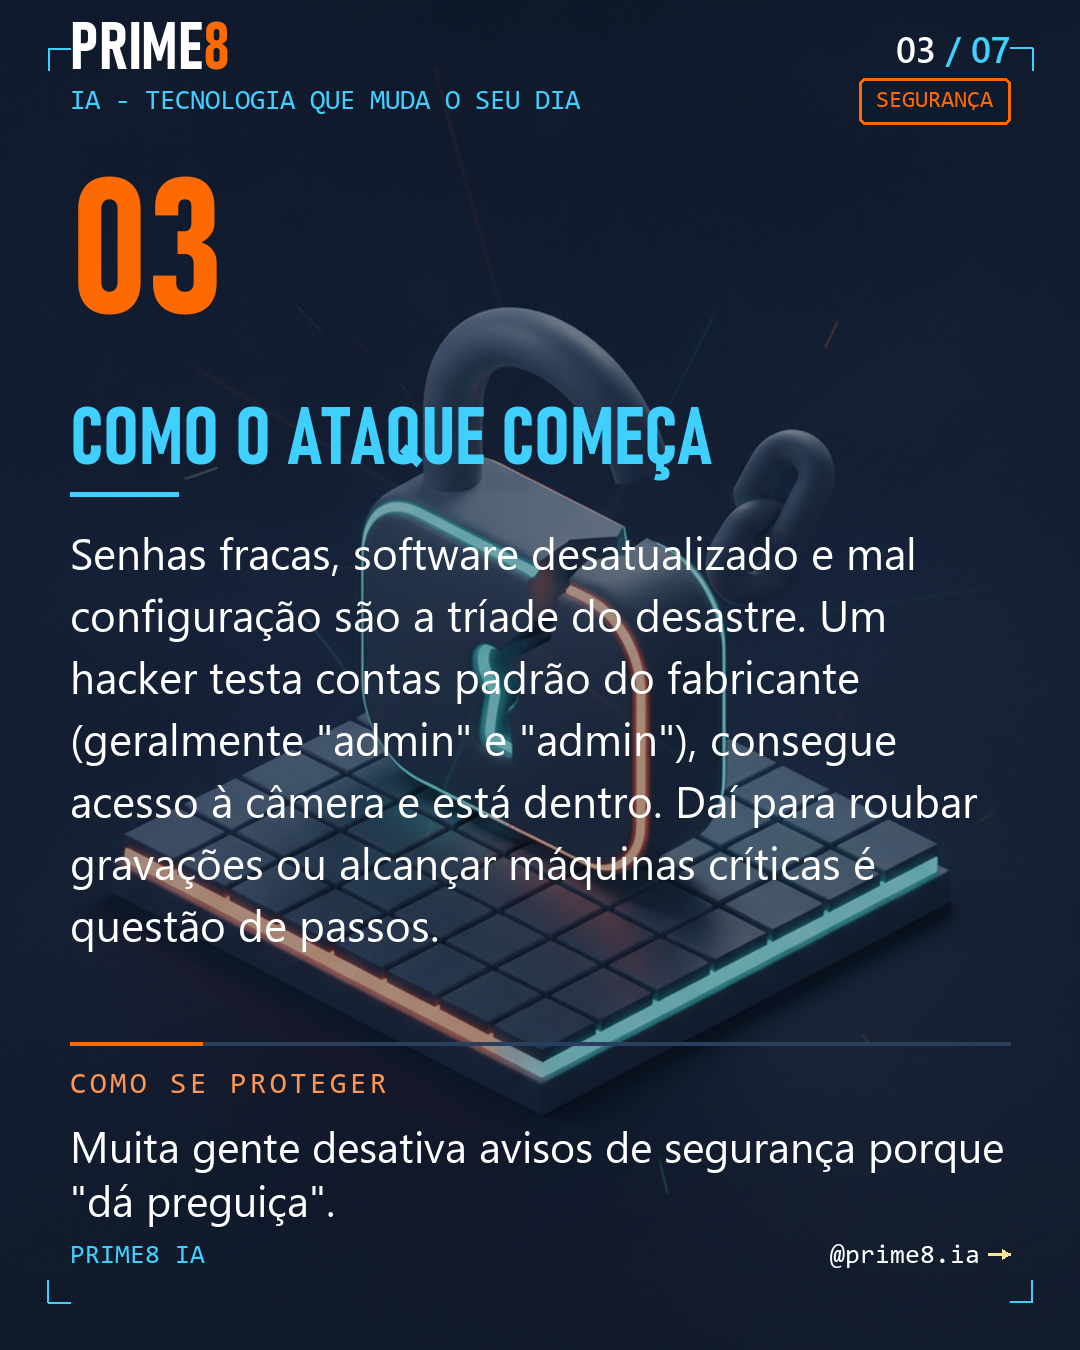 PRIME8
03 / 07
IA - TECNOLOGIA QUE MUDA O SEU DIA
SEGURANÇA
03
COMO O ATAQUE COMEÇA
Senhas fracas, software desatualizado e mal
configuração são a tríade do desastre. Um
hacker testa contas padrão do fabricante
(geralmente "admin" e "admin"), consegue
acesso à câmera e está dentro. Daí para roubar
gravações ou alcançar máquinas críticas é
questão de passos.
COMO SE PROTEGER
Muita gente desativa avisos de segurança porque
"dá preguiça".
PRIME8 IA
@prime8.ia